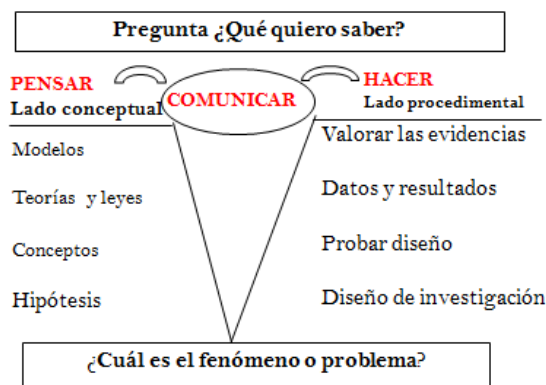 Pregunta ¿Qué quiero saber?
PENSAR
Lado conceptual
COMUNICAR
HACER
Lado procedimental
Modelos
Teorías y leyes
Conceptos
Hipótesis
Valorar las evidencias
Datos y resultados
Probar diseño
Diseño de investigación
¿Cuál es el fenómeno o problema?